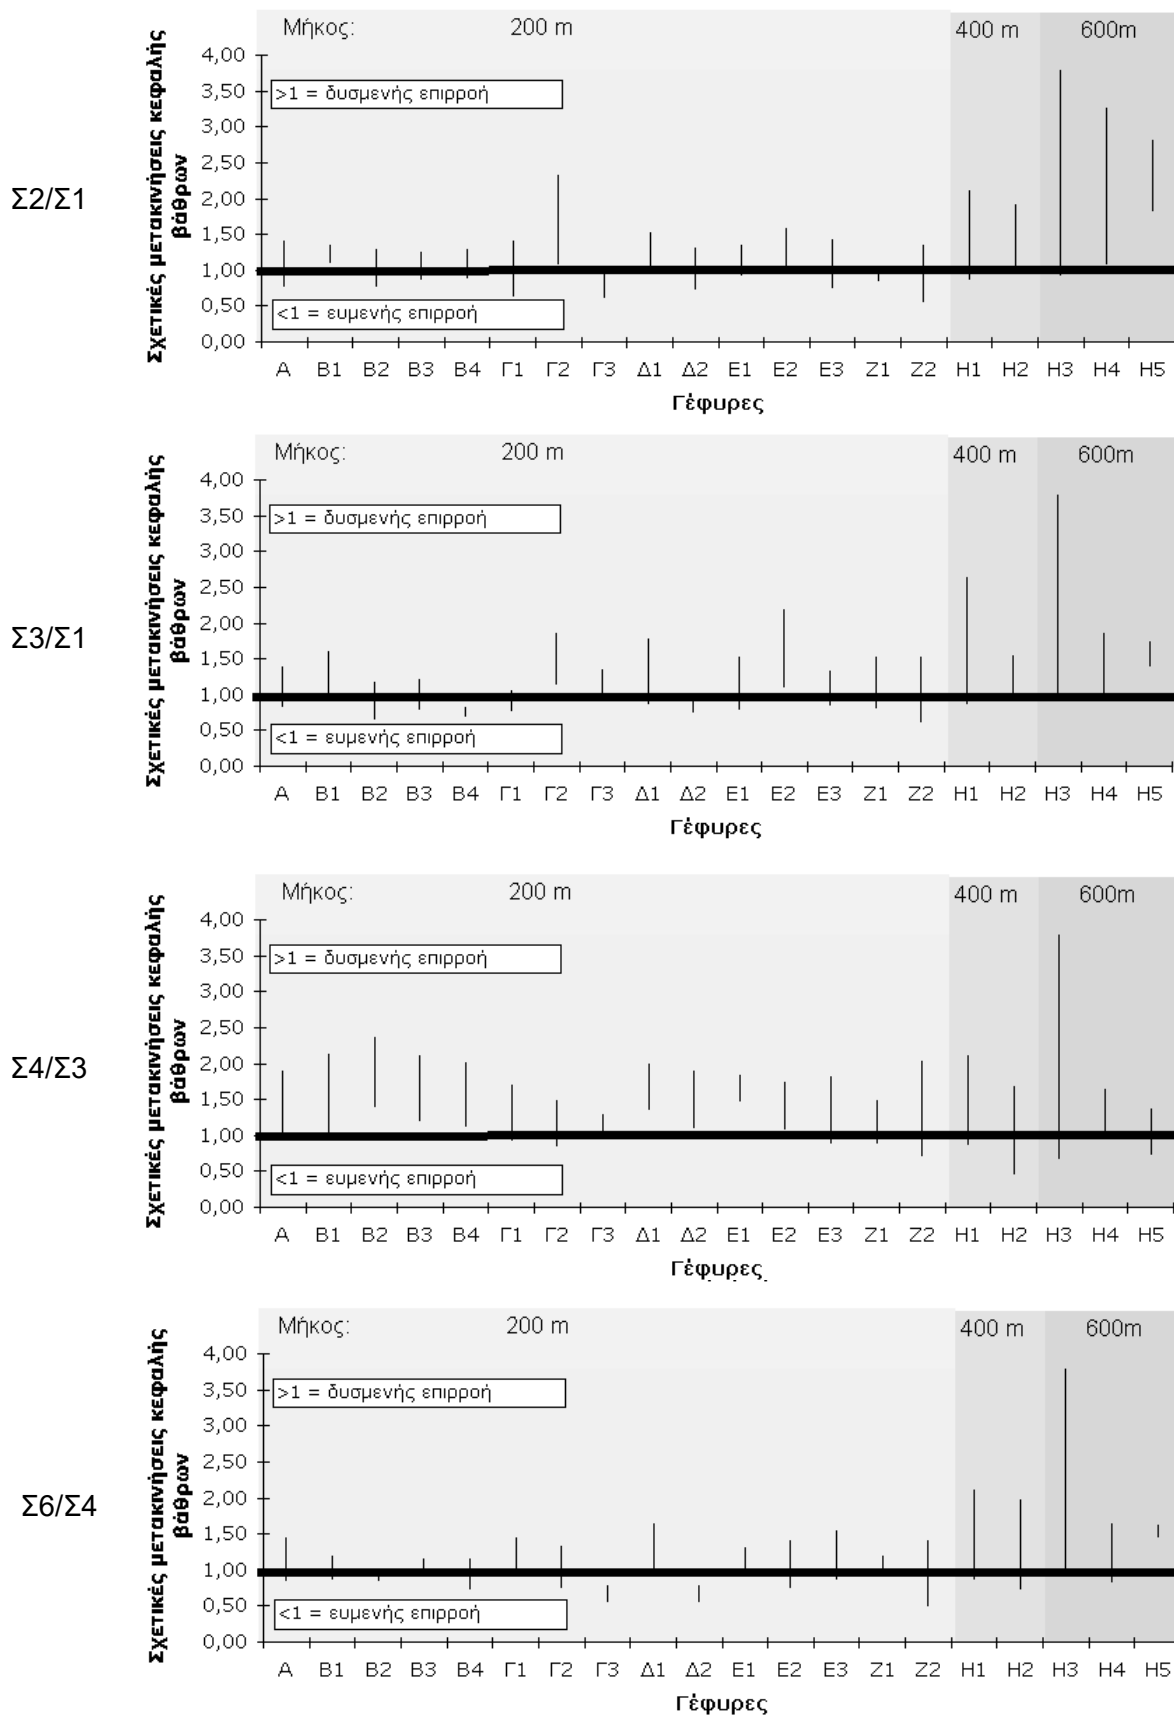 Μήκος: 200 m 400 m 600m
Σχετικές μετακινήσεις κεφαλής
βάθρων
4,00
3,50
>1 = δυσμενής επιρροή
3,00
2,50
Σ2/Σ1
2,00
1,50
1,00
0,50
<1 = ευμενής επιρροή
0,00
Α Β1 Β2 Β3 Β4 Γ1 Γ2 Γ3 Δ1 Δ2 Ε1 Ε2 Ε3 Ζ1 Ζ2 Η1 Η2 Η3 Η4 Η5
Γέφυρες
Μήκος: 200 m 400 m 600m
Σχετικές μετακινήσεις κεφαλής
βάθρων
4,00
3,50
>1 = δυσμενής επιρροή
3,00
2,50
2,00
Σ3/Σ1
1,50
1,00
0,50
<1 = ευμενής επιρροή
0,00
Α Β1 Β2 Β3 Β4 Γ1 Γ2 Γ3 Δ1 Δ2 Ε1 Ε2 Ε3 Ζ1 Ζ2 Η1 Η2 Η3 Η4 Η5
Γέφυρες
Μήκος: 200 m 400 m 600m
Σχετικές μετακινήσεις κεφαλής
βάθρων
4,00
3,50
>1 = δυσμενής επιρροή
3,00
2,50
2,00
Σ4/Σ3
1,50
1,00
0,50
<1 = ευμενής επιρροή
0,00
Α Β1 Β2 Β3 Β4 Γ1 Γ2 Γ3 Δ1 Δ2 Ε1 Ε2 Ε3 Ζ1 Ζ2 Η1 Η2 Η3 Η4 Η5
Γέφυρες
Μήκος: 200 m 400 m 600m
Σχετικές μετακινήσεις κεφαλής
βάθρων
4,00
3,50
>1 = δυσμενής επιρροή
3,00
2,50
2,00
Σ6/Σ4
1,50
1,00
0,50
<1 = ευμενής επιρροή
0,00
Α Β1 Β2 Β3 Β4 Γ1 Γ2 Γ3 Δ1 Δ2 Ε1 Ε2 Ε3 Ζ1 Ζ2 Η1 Η2 Η3 Η4 Η5
Γέφυρες